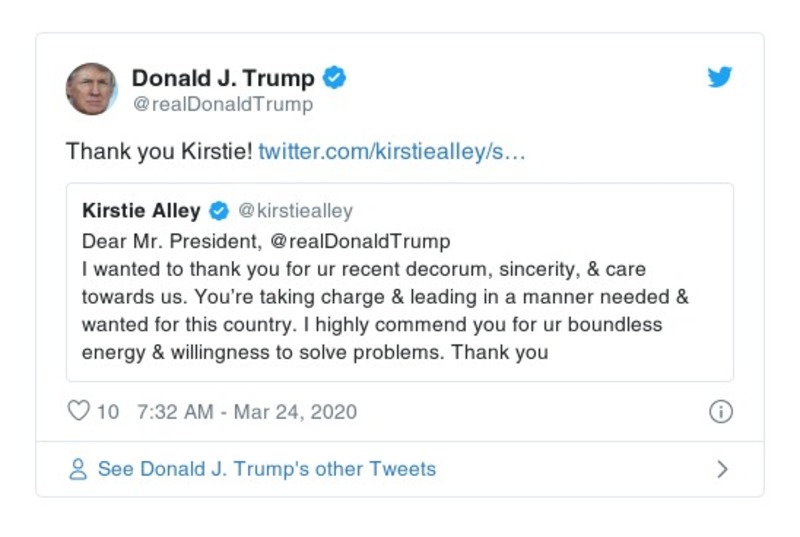 Donald J. Trump
@realDonaldTrump
Thank you Kirstie! twitter.com/kirstiealley/s…
Kirstie Alley @kirstiealley
Dear Mr. President, @realDonaldTrump
I wanted to thank you for ur recent decorum, sincerity, & care
towards us. You’re taking charge & leading in a manner needed &
wanted for this country. I highly commend you for ur boundless
energy & willingness to solve problems. Thank you
10 7:32 AM - Mar 24, 2020
See Donald J. Trump's other Tweets